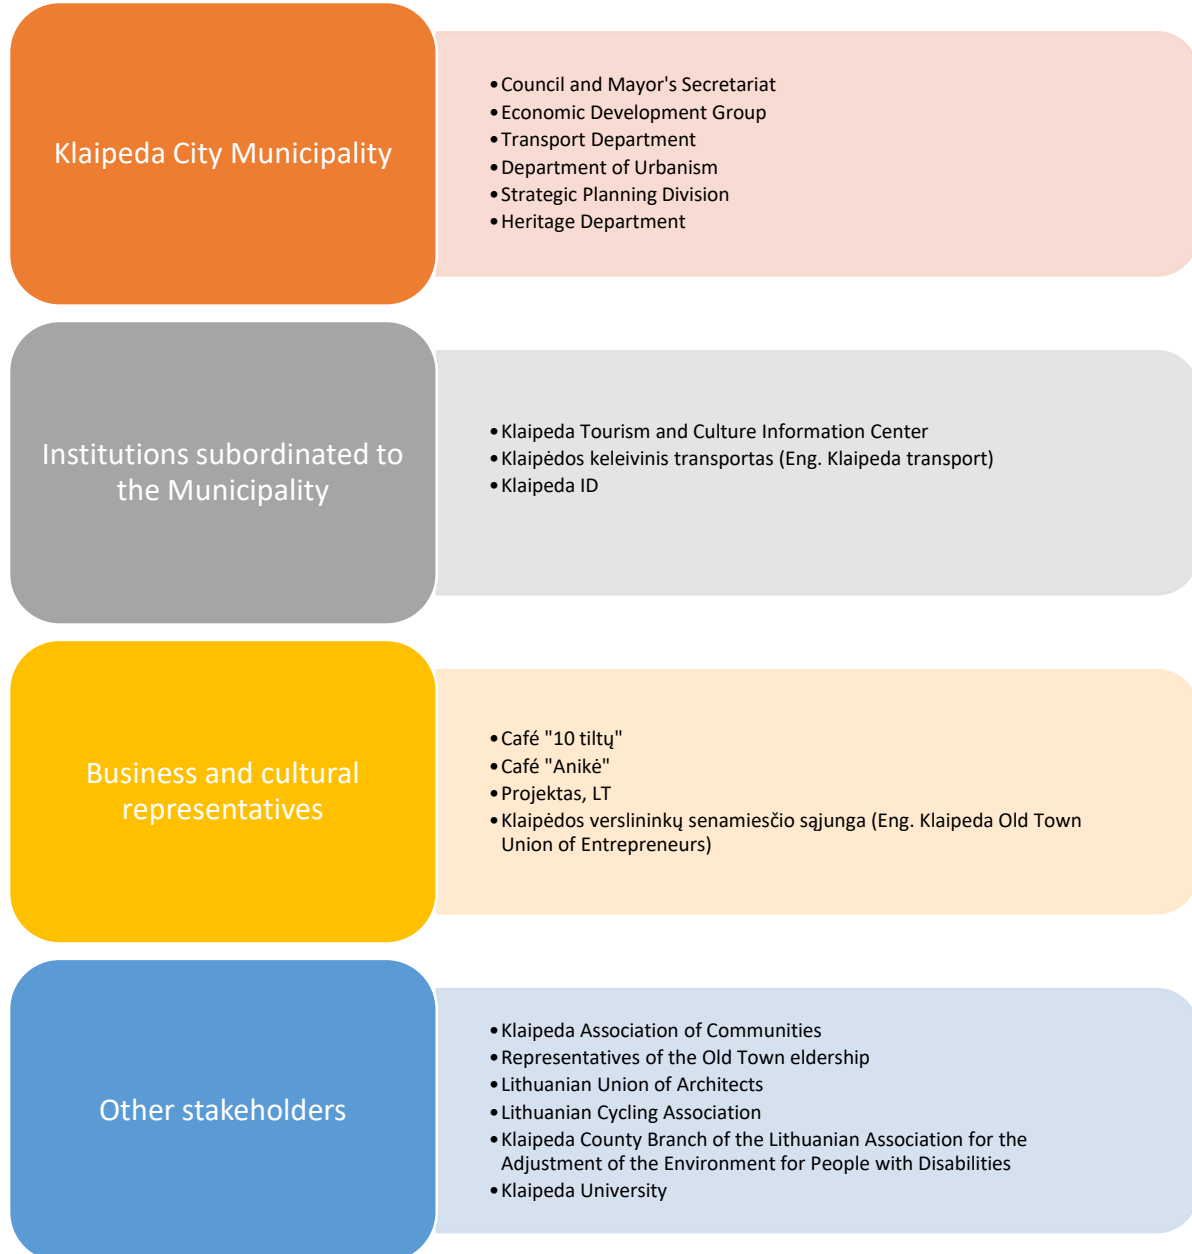 Klaipeda City Municipality
•Council and Mayor's Secretariat
•Economic Development Group
•Transport Department
•Department of Urbanism
•Strategic Planning Division
•Heritage Department
Institutions subordinated to
the Municipality
•Klaipeda Tourism and Culture Information Center
•Klaipėdos keleivinis transportas (Eng. Klaipeda transport)
•Klaipeda ID
Business and cultural
representatives
•Café "10 tiltų"
•Café "Anikė"
•Projektas, LT
•Klaipėdos verslininkų senamiesčio sąjunga (Eng. Klaipeda Old Town
Union of Entrepreneurs)
Other stakeholders
•Klaipeda Association of Communities
•Representatives of the Old Town eldership
•Lithuanian Union of Architects
•Lithuanian Cycling Association
•Klaipeda County Branch of the Lithuanian Association for the
Adjustment of the Environment for People with Disabilities
•Klaipeda University